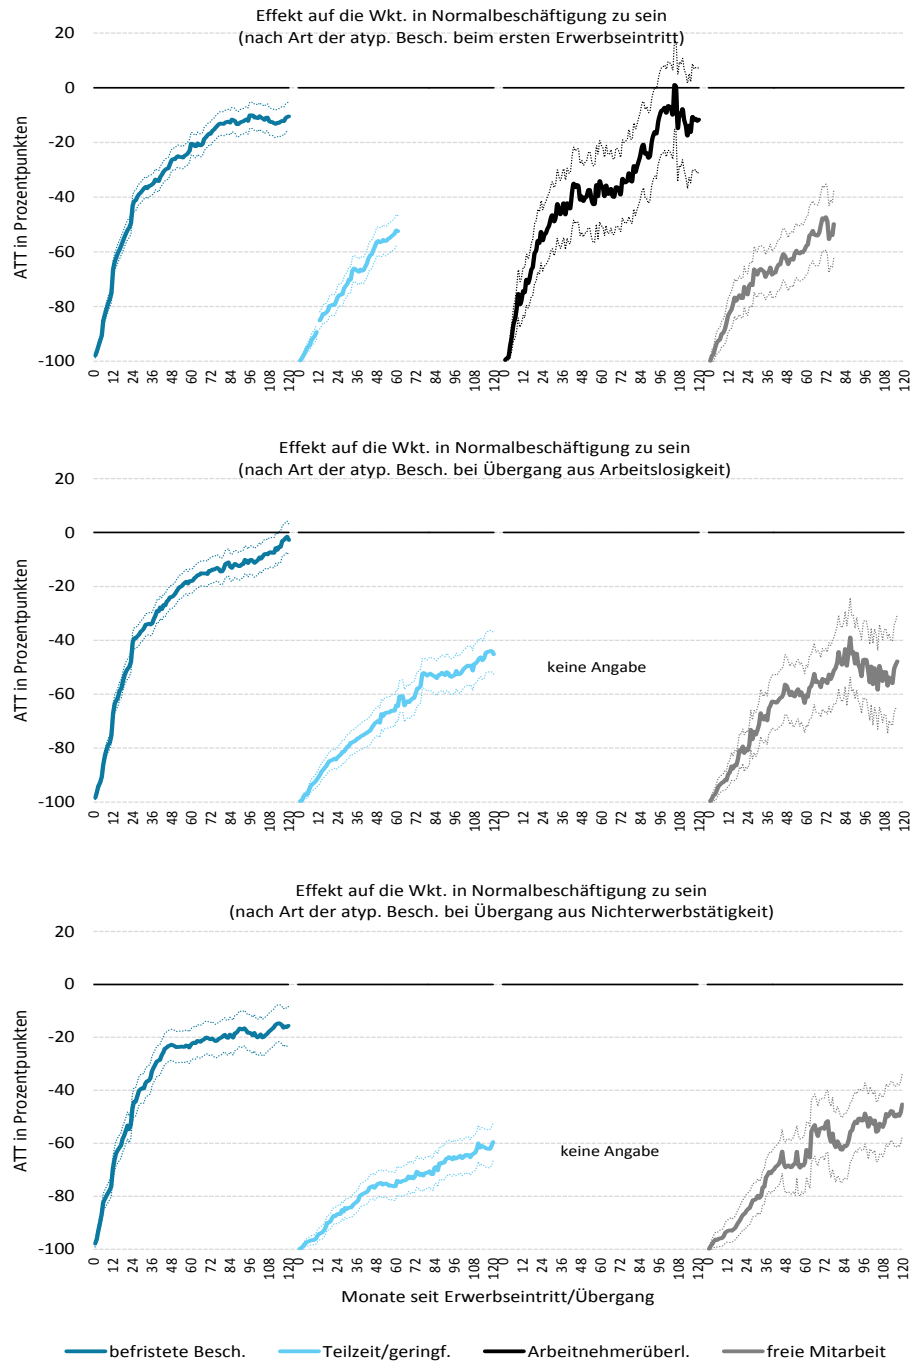 Effekt auf die Wkt. in Normalbeschäftigung zu sein
(nach Art der atyp. Besch. beim ersten Erwerbseintritt)
ATT in Prozentpunkten
20
0
-20
-40
-60
-80
-100
0 12 24 36 48 60 72 84 96 108 120 0 12 24 36 48 60 72 84 96 108 120 0 12 24 36 48 60 72 84 96 108 120 0 12 24 36 48 60 72 84 96 108 120
Effekt auf die Wkt. in Normalbeschäftigung zu sein
(nach Art der atyp. Besch. bei Übergang aus Arbeitslosigkeit)
ATT in Prozentpunkten
20
0
-20
-40
-60
-80
-100
keine Angabe
0 12 24 36 48 60 72 84 96 108 120 0 12 24 36 48 60 72 84 96 108 120 0 12 24 36 48 60 72 84 96 108 120 0 12 24 36 48 60 72 84 96 108 120
Effekt auf die Wkt. in Normalbeschäftigung zu sein
(nach Art der atyp. Besch. bei Übergang aus Nichterwerbstätigkeit)
ATT in Prozentpunkten
20
0
-20
-40
-60
-80
-100
keine Angabe
0 12 24 36 48 60 72 84 96 108 120 0 12 24 36 48 60 72 84 96 108 120 0 12 24 36 48 60 72 84 96 108 120 0 12 24 36 48 60 72 84 96 108 120
Monate seit Erwerbseintritt/Übergang
befristete Besch. Teilzeit/geringf. Arbeitnehmerüberl. freie Mitarbeit